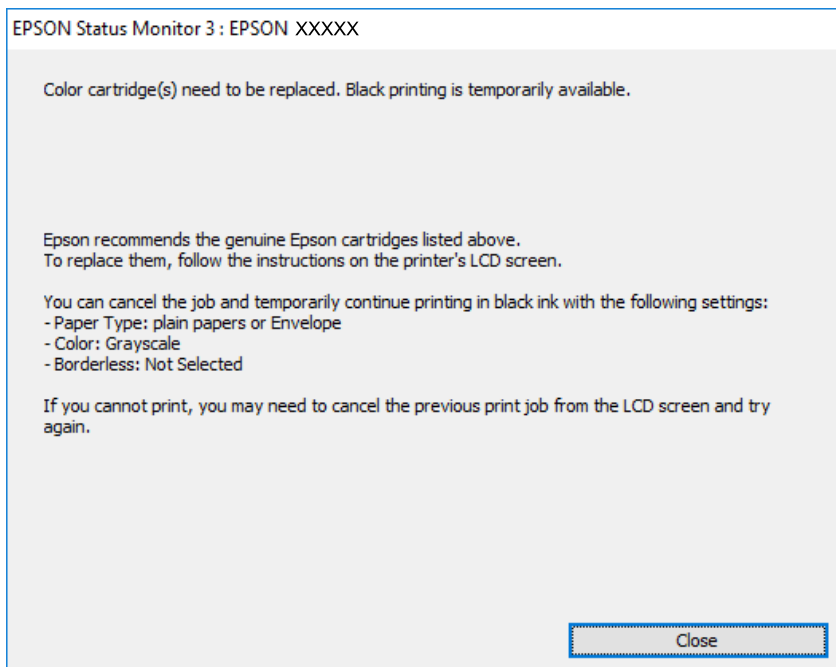 EPSON Status Monitor 3 : EPSON XXXXX
Color cartridge(s) need to be replaced. Black printing is temporarily available.
Epson recommends the genuine Epson cartridges listed above.
To replace them, follow the instructions on the printer's LCD screen.
You can cancel the job and temporarily continue printing in black ink with the following settings:
- Paper Type: plain papers or Envelope
- Color: Grayscale
- Borderless: Not Selected
If you cannot print, you may need to cancel the previous print job from the LCD screen and try
again.
Close